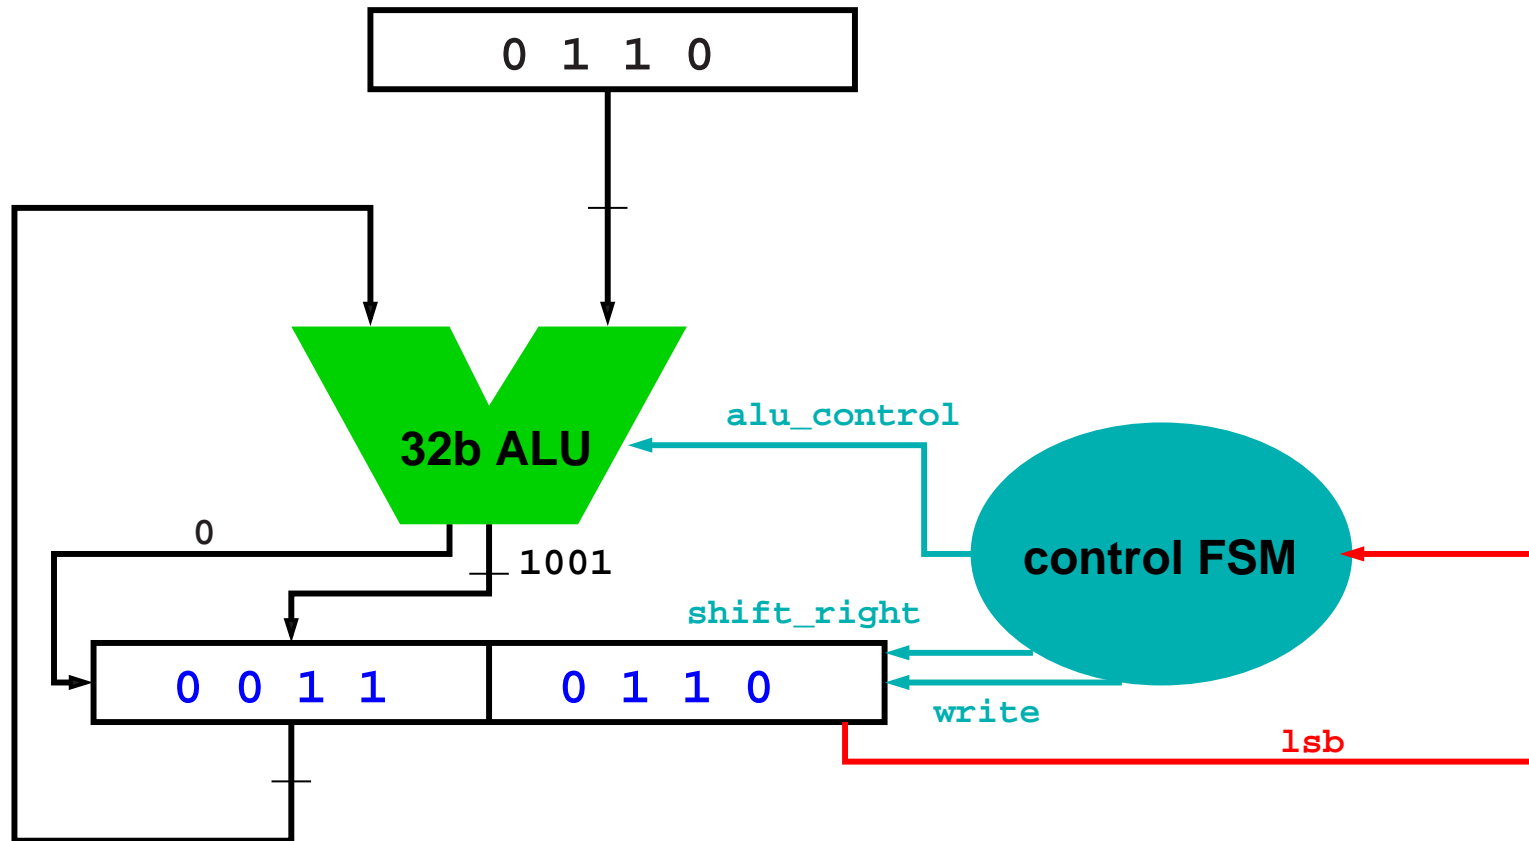 0 1 1 0
alu_control
32b ALU
0
1001
control FSM
shift_right
0 0 1 1 0 1 1 0
write
lsb